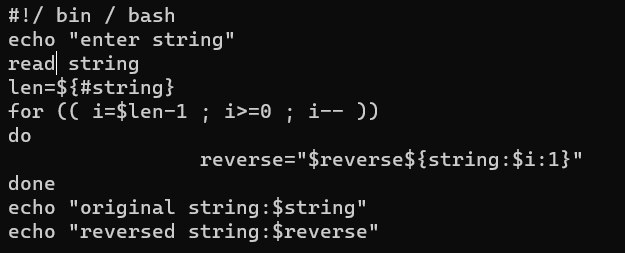 #!/ bin / bash
echo "enter string"
read string
len=${#string}
for (( i=$len-1 ; i>=0 ; i-- ))
do
                reverse="$reverse${string:$i:1}"
done
echo "original string:$string"
echo "reversed string:$reverse"